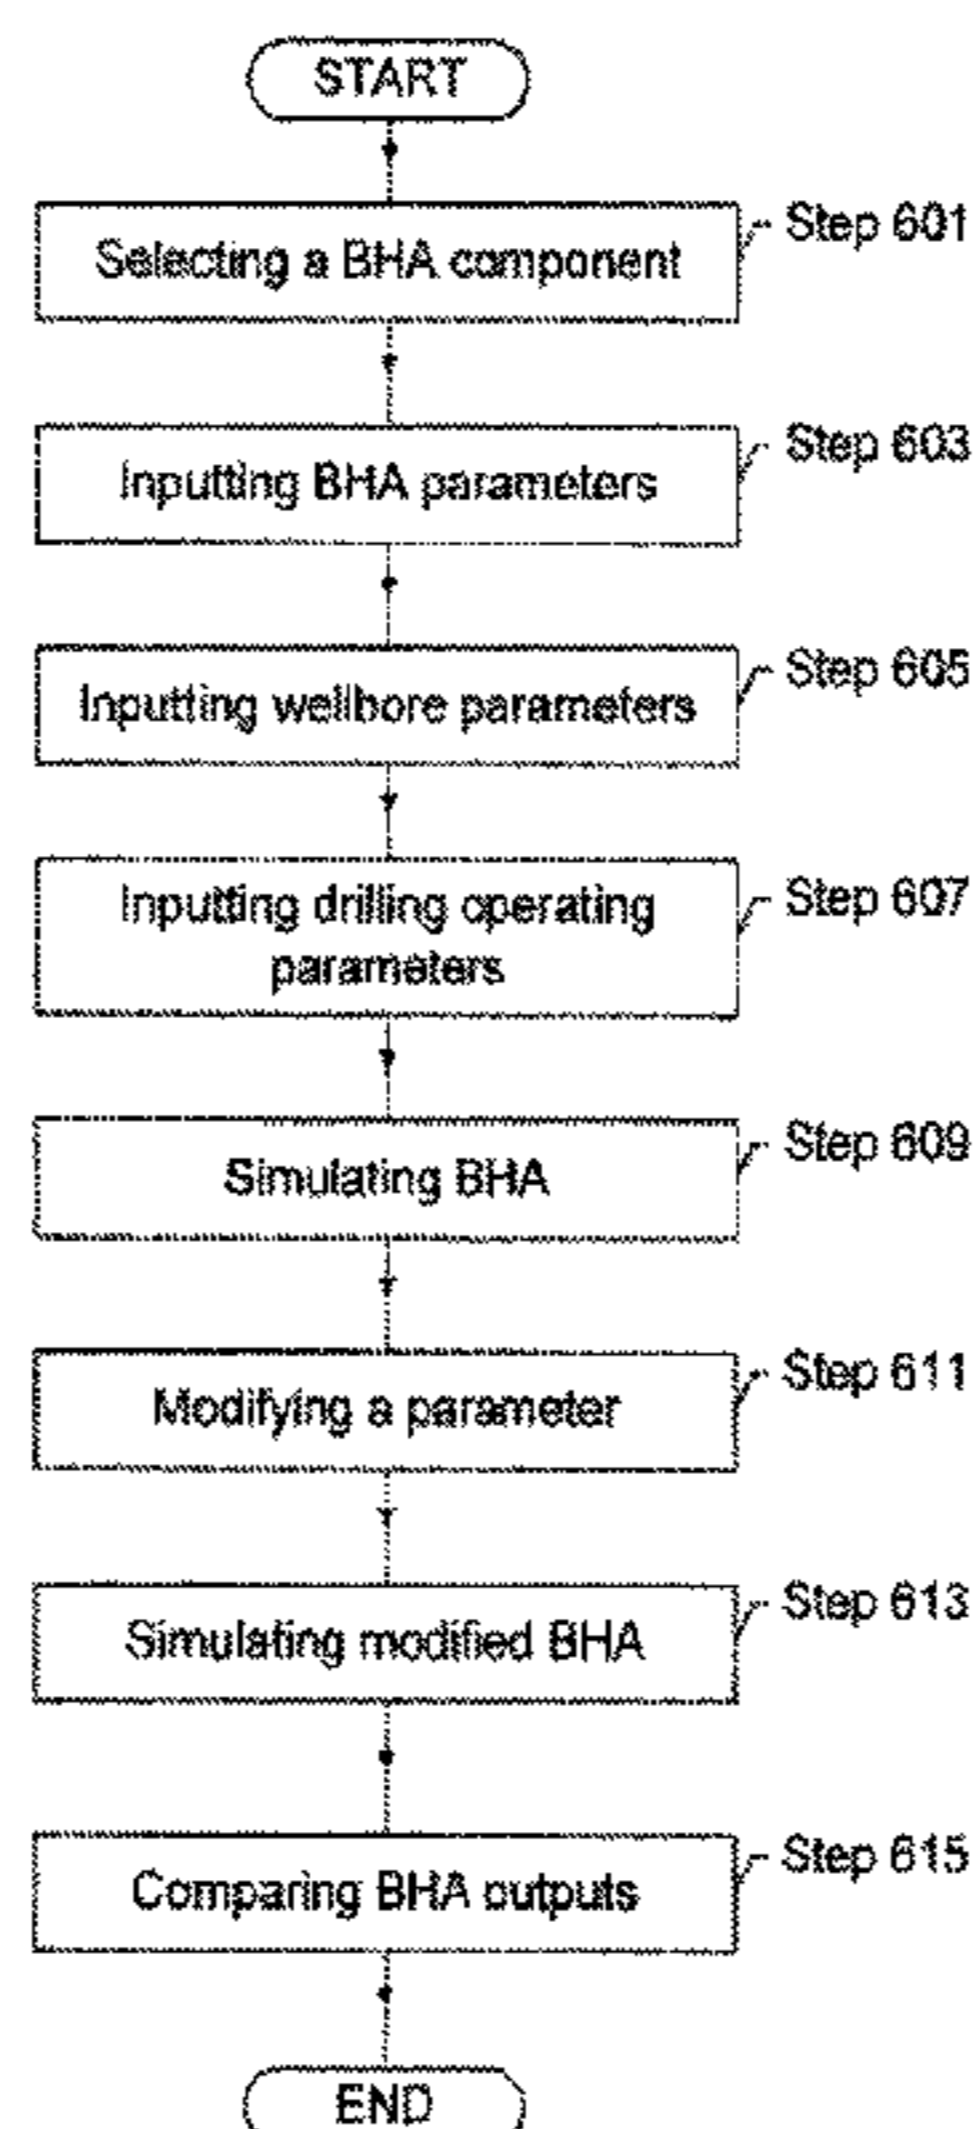 START
Step 601
Selecting a BHA component
Step 603
Inputting BHA parameters
Step 605
Inputting wellbore parameters
Step 607
Inputting drilling operating
parameters
Step 609
Simulating BHA
Step 611
Modifying a parameter
Step 613
Simulating modified BHA
Step 615
Comparing BHA outputs
END